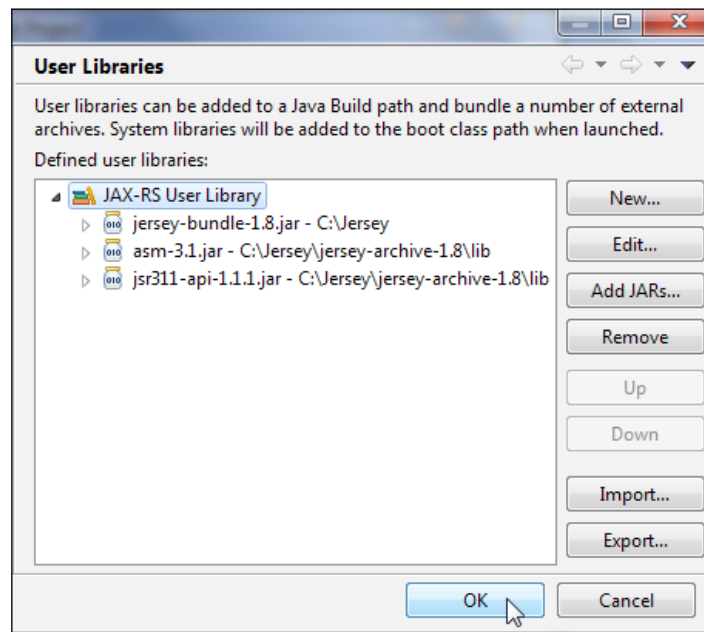 User Libraries
User libraries can be added to a Java Build path and bundle a number of external
archives. System libraries will be added to the boot class path when launched.
Defined user libraries:
JAX-RS User Library
jersey-bundle-1.8.jar - C:\Jersey
asm-3.1.jar - C:\Jersey\jersey-archive-1.8\lib
jsr311-api-1.1.1.jar - C:\Jersey\jersey-archive-1.8\lib
New...
Edit...
Add JARs...
Remove
Up
Down
Import...
Export...
OK
Cancel